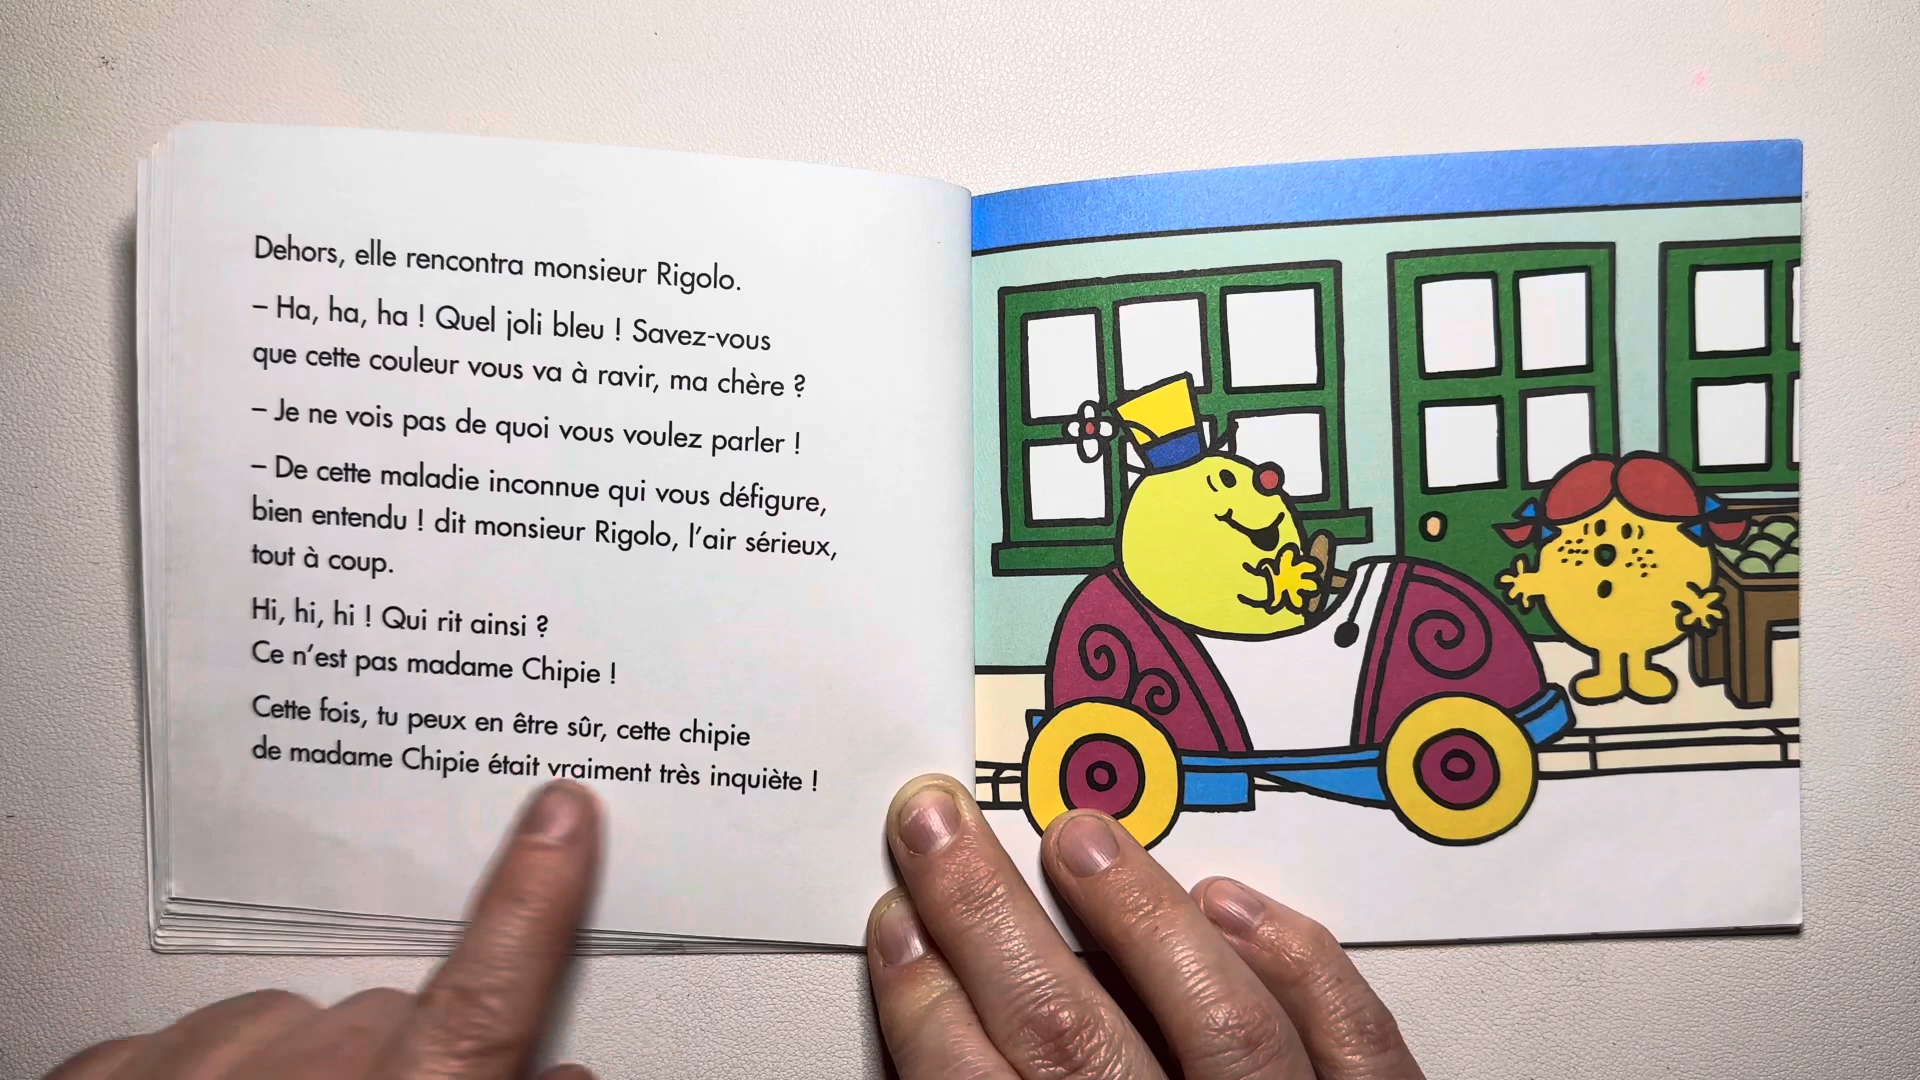 Dehors, elle rencontra monsieur Rigolo.
– Ha, ha, ha ! Quel joli bleu ! Savez-vous
que cette couleur vous va à ravir, ma chère ?
– Je ne vois pas de quoi vous voulez parler !
– De cette maladie inconnue qui vous défigure,
bien entendu ! dit monsieur Rigolo, l'air sérieux,
tout à coup.
Hi, hi, hi ! Qui rit ainsi ?
Ce n'est pas madame Chipie !
Cette fois, tu peux en être sûr, cette chipie
de madame Chipie était vraiment très inquiète !